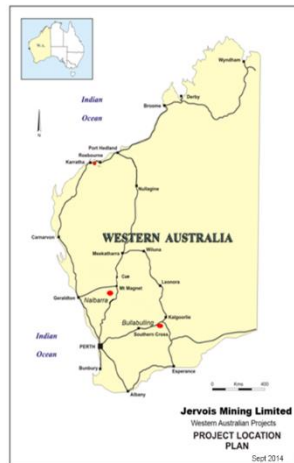 W.A.
Wyndham
Indian
Ocean
Derby
Broome
Port Hedland
Roebourne
Karratha
Nullagine
WESTERN AUSTRALIA
Carnarvon
Meekatharra
Wiluna
Cue
Mt Magnet
Leonora
Geraldton
Nalbarra
Kalgoorlie
Bullabulling
Southern Cross
Indian
Ocean
PERTH
Bunbury
Esperance
Albany
0
400
Jervois Mining Limited
Western Australian Projects
PROJECT LOCATION
PLAN
Sept 2014